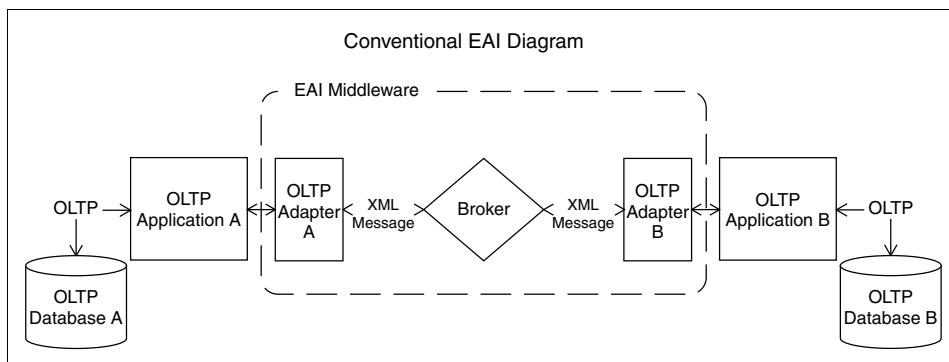 Conventional EAI Diagram
EAI Middleware
OLTP
OLTP
Application A
OLTP
Adapter
A
XML
Message
Broker
XML
Message
OLTP
Adapter
B
OLTP
Application B
OLTP
OLTP
Database A
OLTP
Database B